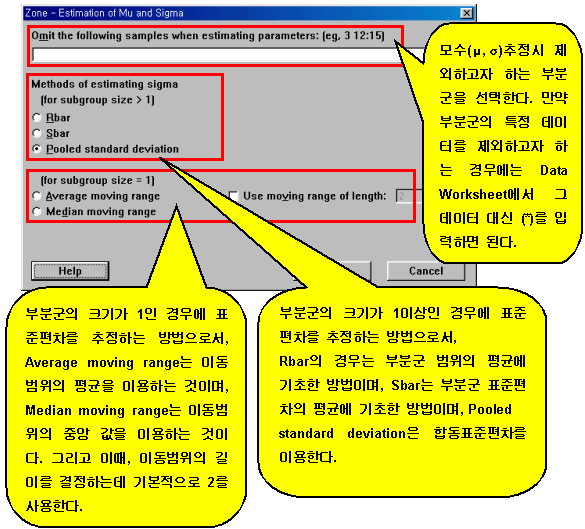 Zone - Estimation of Mu and Sigma
Omit the following samples when estimating parameters: (eg, 3 12:15)
Methods of estimating sigma
(for subgroup size > 1)
Rbar
Sbar
Pooled standard deviation
(for subgroup size = 1)
Average moving range
Use moving range of length:
2
Median moving range
Help
Cancel
모수(μ, σ)추정시 제
외하고자 하는 부분
군을 선택한다. 만약
부분군의 특정 데이
터를 제외하고자 하
는 경우에는 Data
Worksheet에서 그
데이터 대신 (*)를 입
력하면 된다.
부분군의 크기가 1인 경우에 표
준편차를 추정하는 방법으로서,
Average moving range는 이동
범위의 평균을 이용하는 것이며,
Median moving range는 이동범
위의 중앙 값을 이용하는 것이
다. 그리고 이때, 이동범위의 길
이를 결정하는데 기본적으로 2를
사용한다.
부분군의 크기가 1이상인 경우에 표준
편차를 추정하는 방법으로서,
Rbar의 경우는 부분군 범위의 평균에
기초한 방법이며, Sbar는 부분군 표준편
차의 평균에 기초한 방법이며, Pooled
standard deviation은 합동표준편차를
이용한다.